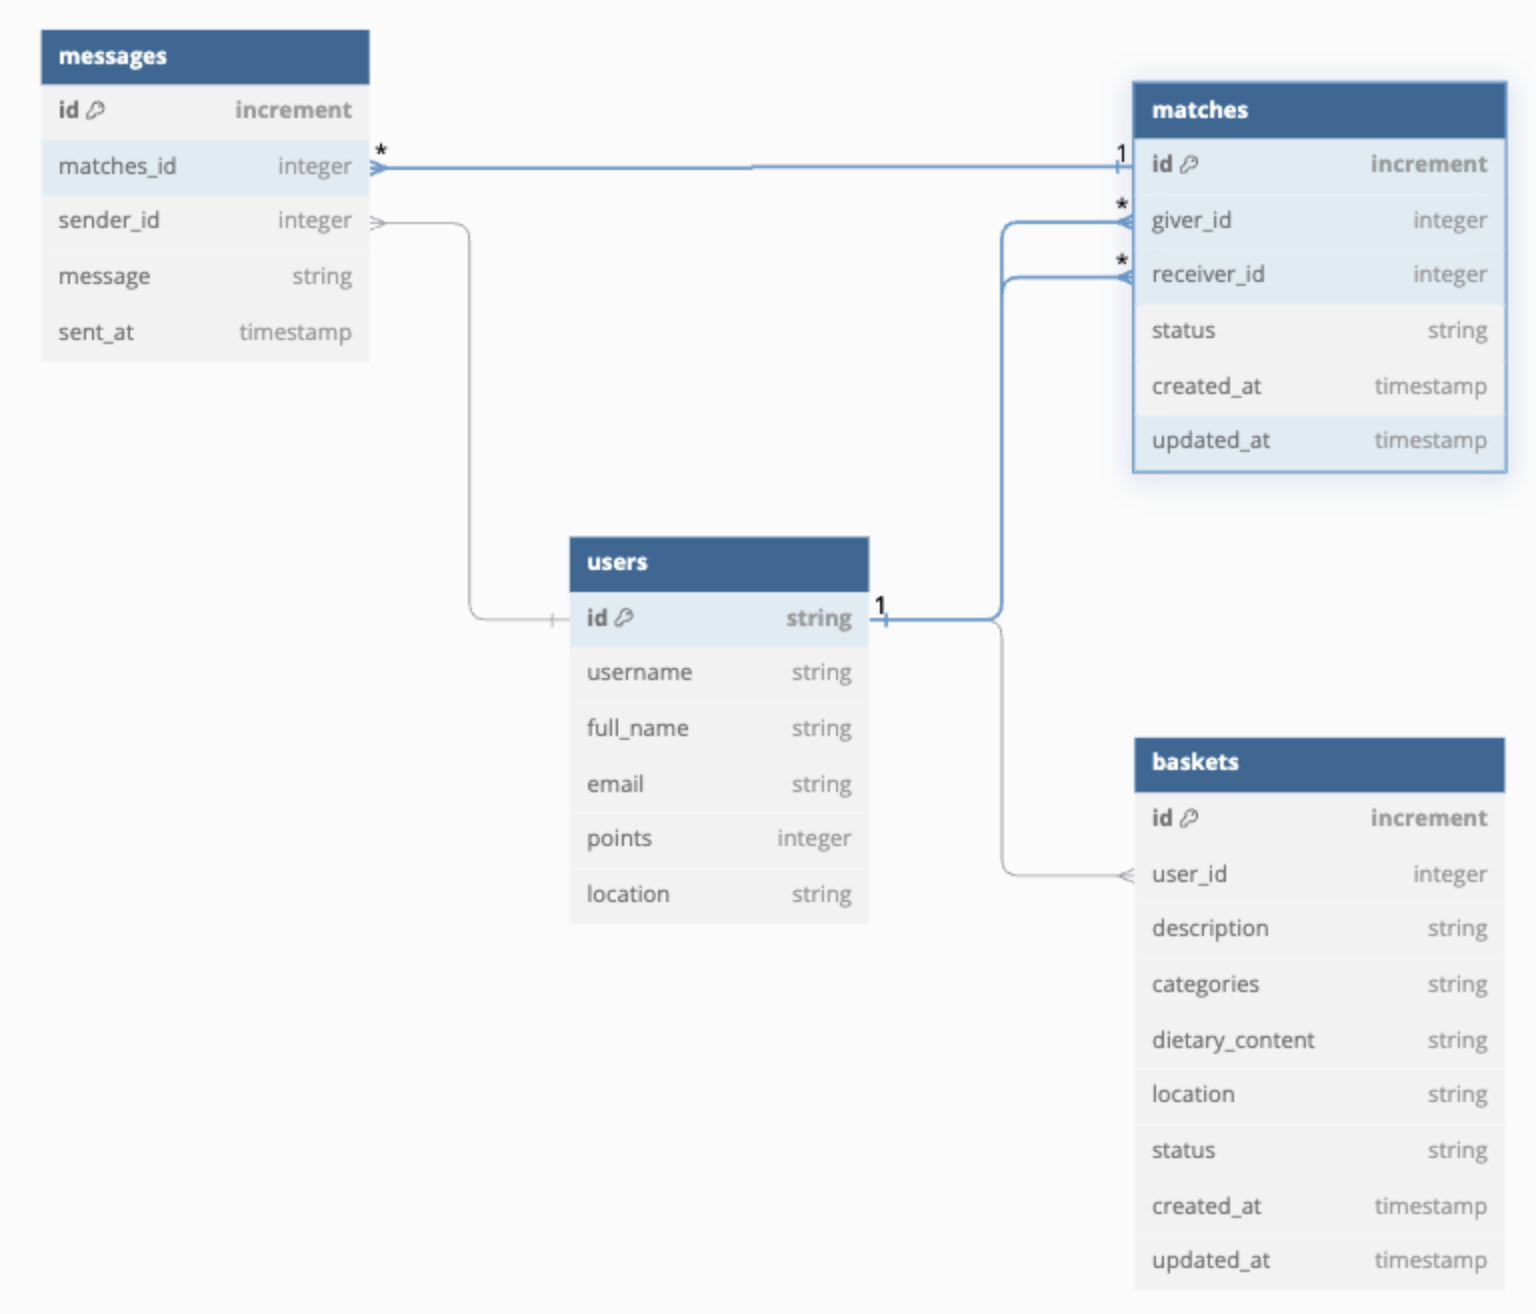 messages
id increment
matches_id integer
sender_id integer
message string
sent_at timestamp
*
1
*
*
matches
id increment
giver_id integer
receiver_id integer
status string
created_at timestamp
updated_at timestamp
users
id string
username string
full_name string
email string
points integer
location string
1
baskets
id increment
user_id integer
description string
categories string
dietary_content string
location string
status string
created_at timestamp
updated_at timestamp